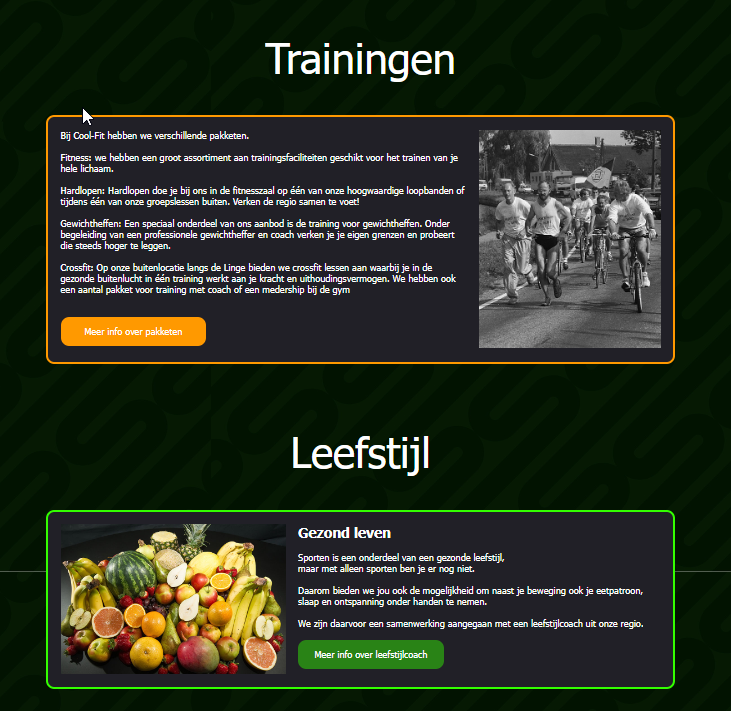 Trainingen
Bij Cool-Fit hebben we verschillende pakketen.
Fitness: we hebben een groot assortiment aan trainingsfaciliteiten geschikt voor het trainen van je
hele lichaam.
Hardlopen: Hardlopen doe je bij ons in de fitnesszaal op één van onze hoogwaardige loopbanden of
tijdens één van onze groepslessen buiten. Verken de regio samen te voet!
Gewichtheffen: Een speciaal onderdeel van ons aanbod is de training voor gewichtheffen. Onder
begeleiding van een professionele gewichtheffer en coach verken je je eigen grenzen en probeert
die steeds hoger te leggen.
Crossfit: Op onze buitenlocatie langs de Linge bieden we crossfit lessen aan waarbij je in de
gezonde buitenlucht in één training werkt aan je kracht en uithoudingsvermogen. We hebben ook
een aantal pakket voor training met coach of een medership bij de gym
Meer info over pakketen
Leefstijl
Gezond leven
Sporten is een onderdeel van een gezonde leefstijl,
maar met alleen sporten ben je er nog niet.
Daarom bieden we jou ook de mogelijkheid om naast je beweging ook je eetpatroon,
slaap en ontspanning onder handen te nemen.
We zijn daarvoor een samenwerking aangegaan met een leefstijlcoach uit onze regio.
Meer info over leefstijlcoach